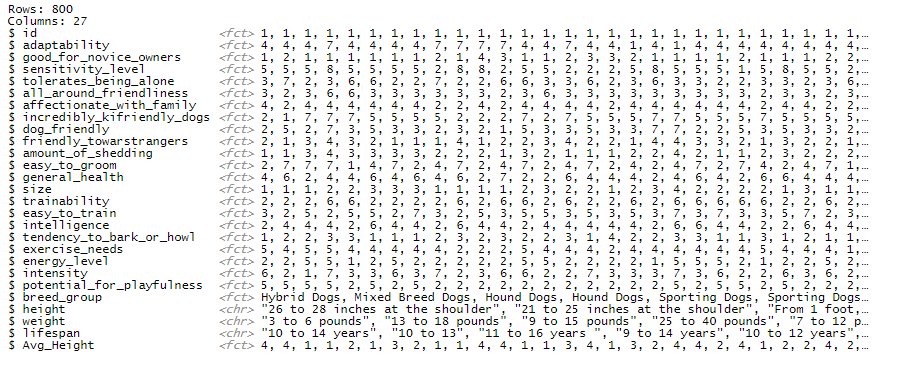 Rows: 800
Columns: 27
$ id <fct> 1, 1, 1, 1, 1, 1, 1, 1, 1, 1, 1, 1, 1, 1, 1, 1, 1, 1, 1, 1, 1, 1, 1, 1, 1, 1, 1, 1,…
$ adaptability <fct> 4, 4, 4, 7, 4, 4, 4, 4, 7, 7, 7, 7, 4, 4, 7, 4, 4, 1, 4, 1, 4, 4, 4, 4, 4, 4, 4, 4,…
$ good_for_novice_owners <fct> 1, 2, 1, 1, 1, 1, 1, 1, 2, 1, 4, 3, 1, 1, 2, 3, 3, 2, 1, 1, 1, 2, 1, 1, 1, 2, 2,…
$ sensitivity_level <fct> 5, 5, 5, 8, 5, 5, 5, 5, 2, 8, 8, 2, 5, 5, 2, 2, 2, 5, 8, 5, 5, 5, 1, 5, 8, 5, 5, 2,…
$ tolerates_being_alone <fct> 3, 7, 2, 3, 6, 6, 2, 2, 7, 2, 2, 6, 6, 3, 3, 6, 2, 3, 6, 3, 3, 2, 2, 3, 3, 2, 3, 6,…
$ all_around_friendliness <fct> 3, 2, 3, 6, 6, 3, 3, 3, 3, 3, 2, 3, 6, 3, 3, 3, 3, 3, 3, 3, 3, 3, 2, 3, 3, 2, 3,…
$ affectionate_with_family <fct> 4, 2, 4, 4, 4, 4, 4, 2, 2, 4, 2, 4, 4, 4, 4, 2, 4, 4, 4, 4, 4, 4, 2, 4, 4, 2,…
$ incredibly_kifriendly_dogs <fct> 2, 1, 7, 7, 7, 5, 5, 5, 5, 2, 2, 2, 7, 2, 7, 5, 5, 5, 7, 7, 5, 5, 7, 5, 7, 5, 5, 5,…
$ dog_friendly <fct> 2, 5, 2, 7, 3, 5, 3, 3, 2, 3, 2, 1, 5, 3, 3, 5, 3, 3, 7, 7, 2, 2, 5, 3, 5, 3, 3,…
$ friendly_towarstrangers <fct> 2, 1, 3, 4, 3, 2, 1, 1, 1, 4, 1, 2, 2, 3, 4, 2, 2, 1, 4, 4, 3, 3, 2, 1, 3, 2, 2,…
$ amount_of_shedding <fct> 1, 1, 3, 4, 3, 3, 3, 3, 2, 2, 2, 1, 3, 2, 1, 1, 1, 2, 2, 4, 2, 2, 1, 2, 3, 2, 2, 2,…
$ easy_to_groom <fct> 2, 7, 7, 7, 1, 4, 7, 2, 4, 7, 2, 4, 7, 2, 2, 4, 7, 2, 4, 2, 4, 7, 2, 7, 4, 2, 2, 7,…
$ general_health <fct> 4, 6, 2, 4, 4, 6, 4, 6, 4, 6, 2, 7, 2, 2, 6, 4, 4, 4, 2, 4, 6, 4, 2, 6, 6, 4, 4, 4,…
$ size <fct> 1, 1, 1, 2, 2, 3, 3, 3, 1, 1, 1, 1, 2, 3, 2, 1, 2, 1, 2, 3, 4, 2, 2, 2, 2, 1, 3, 1,…
$ trainability <fct> 2, 2, 2, 6, 6, 2, 2, 2, 2, 6, 2, 2, 6, 2, 6, 2, 2, 6, 2, 6, 6, 6, 6, 6, 2, 2, 6, 2,…
$ easy_to_train <fct> 3, 2, 5, 2, 5, 5, 2, 7, 3, 2, 5, 3, 5, 5, 3, 5, 3, 5, 3, 7, 3, 7, 3, 3, 5, 7, 2, 3,…
$ intelligence <fct> 2, 4, 4, 4, 2, 6, 4, 4, 2, 6, 4, 4, 2, 4, 4, 4, 4, 4, 2, 6, 6, 4, 4, 2, 2, 6, 4, 4,…
$ tendency_to_bark_or_howl <fct> 1, 2, 2, 3, 3, 1, 1, 1, 2, 3, 2, 3, 2, 2, 3, 1, 4, 2, 2, 3, 3, 1, 1, 3, 1, 2, 1, 1,…
$ exercise_needs <fct> 5, 4, 5, 5, 4, 4, 4, 4, 4, 2, 2, 2, 5, 4, 4, 4, 2, 4, 4, 4, 4, 4, 4, 5, 4, 4, 4, 1,…
$ energy_level <fct> 2, 2, 5, 5, 1, 2, 5, 2, 2, 2, 2, 2, 5, 5, 2, 2, 2, 2, 1, 5, 5, 5, 2, 1, 2, 2, 5, 2,…
$ intensity <fct> 6, 2, 1, 7, 3, 3, 6, 3, 7, 2, 3, 6, 6, 2, 2, 7, 3, 3, 3, 7, 3, 6, 2, 2, 6, 3, 6, 2,…
$ potential_for_playfulness <fct> 5, 5, 5, 5, 5, 2, 5, 2, 5, 2, 5, 2, 5, 5, 5, 5, 2, 5, 5, 5, 5, 5, 2, 5, 5, 2, 5,…
$ breed_group <fct> Hybrid Dogs, Mixed Breed Dogs, Hound Dogs, Hound Dogs, Sporting Dogs, Sporting Dogs…
$ height <chr> "26 to 28 inches at the shoulder", "21 to 25 inches at the shoulder", "From 1 foot,…
$ weight <chr> "3 to 6 pounds", "13 to 18 pounds", "9 to 15 pounds", "25 to 40 pounds", "7 to 12 p…
$ lifespan <chr> "10 to 14 years", "10 to 13", "11 to 16 years ", "9 to 14 years", "10 to 12 years",…
$ Avg_Height <fct> 4, 4, 1, 1, 2, 1, 3, 2, 1, 1, 4, 4, 1, 1, 3, 4, 1, 3, 2, 4, 4, 2, 4, 1, 2, 2, 4, 2,…